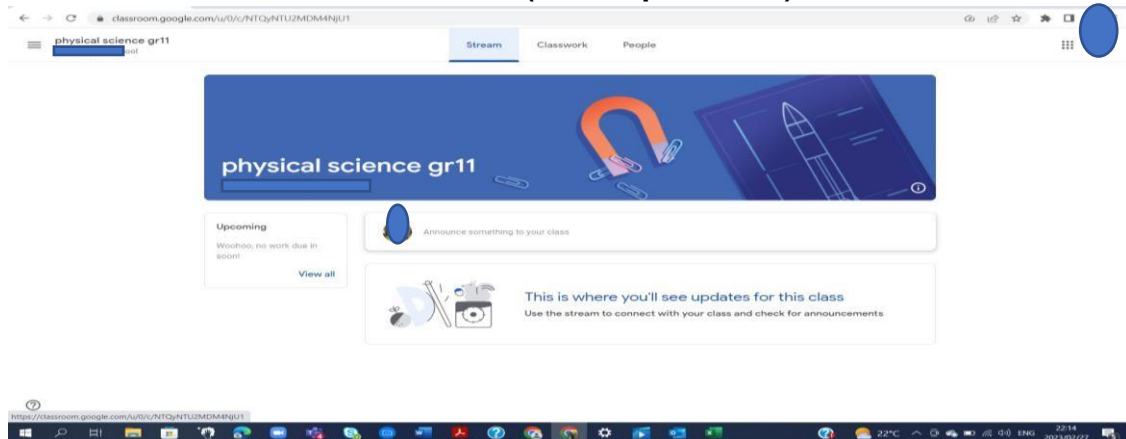 classroom.google.com/u/0/c/NTQyNTU2MDM4NjU1
physical science gr11
Stream Classwork People
physical science gr11
Upcoming
Woohoo, no work due in
soon!
View all
Announce something to your class
This is where you'll see updates for this class
Use the stream to connect with your class and check for announcements
https://classroom.google.com/u/0/c/NTQyNTU2MDM4NjU1
22°C ENG 22:14
2023/02/27